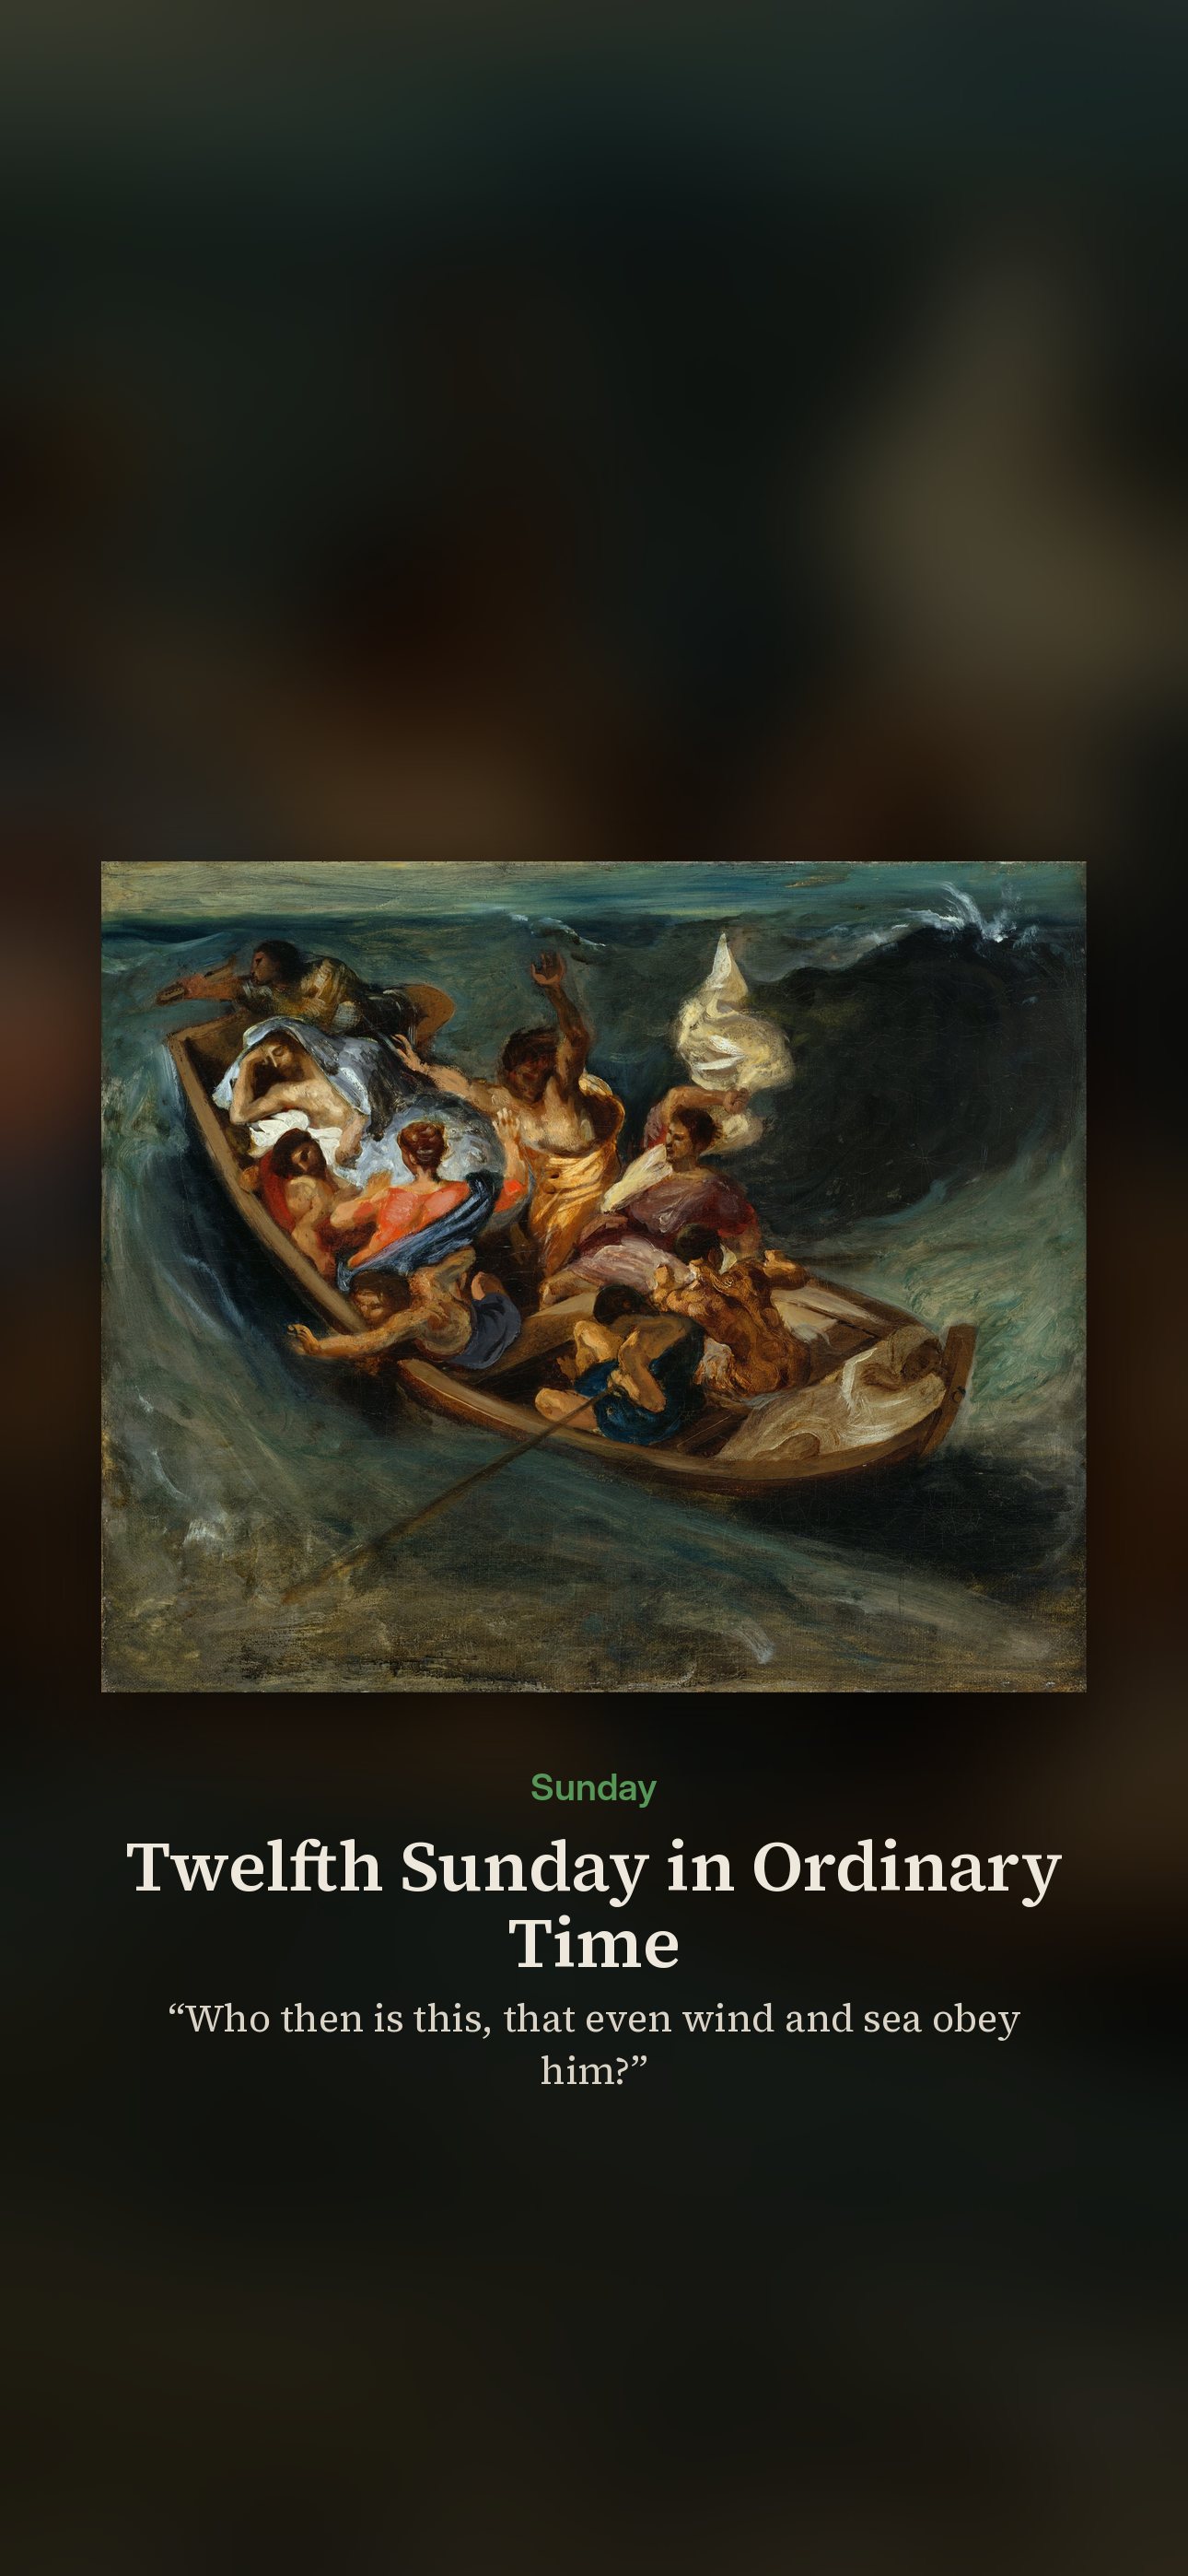 Sunday
Twelfth Sunday in Ordinary
Time
“Who then is this, that even wind and sea obey
him?”